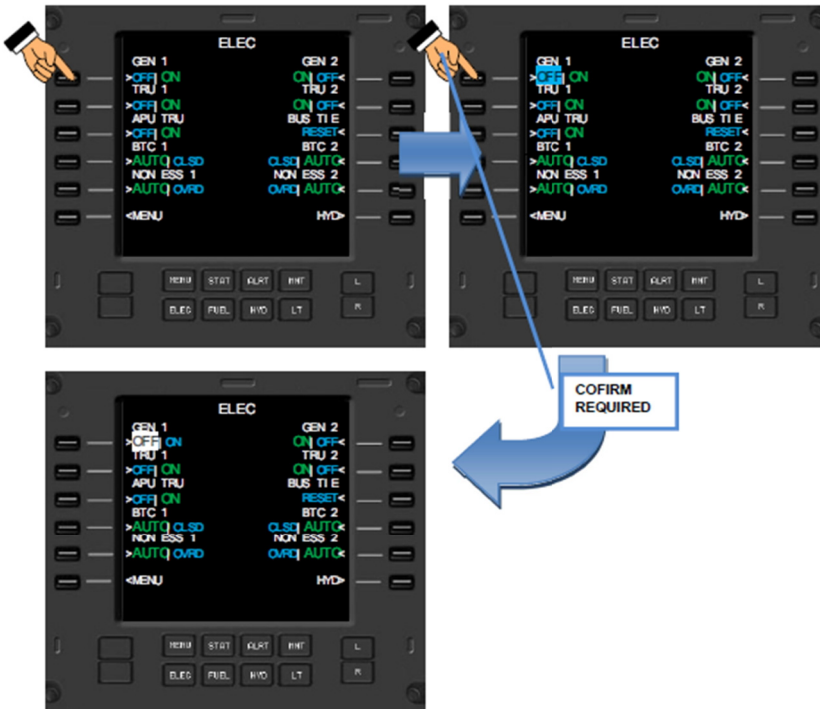 ELEC
GEN 1 GEN 2
>OFF| ON ON| OFF<
TRU 1 TRU 2
>OFF| ON ON| OFF<
APU TRU BUS TIE
>OFF| ON RESET<
BTC 1 BTC 2
>AUTO| CLSD CLSD| AUTO<
NON ESS 1 NON ESS 2
>AUTO| OVRD OVRD| AUTO<
<MENU HYD>
MENU STAT ALRT MNT L
ELEC FUEL HYD LT R
ELEC
GEN 1 GEN 2
>OFF| ON ON| OFF<
TRU 1 TRU 2
>OFF| ON ON| OFF<
APU TRU BUS TIE
>OFF| ON RESET<
BTC 1 BTC 2
>AUTO| CLSD CLSD| AUTO<
NON ESS 1 NON ESS 2
>AUTO| OVRD OVRD| AUTO<
<MENU HYD>
MENU STAT ALRT MNT L
ELEC FUEL HYD LT R
COFIRM
REQUIRED
ELEC
GEN 1 GEN 2
>OFF| ON ON| OFF<
TRU 1 TRU 2
>OFF| ON ON| OFF<
APU TRU BUS TIE
>OFF| ON RESET<
BTC 1 BTC 2
>AUTO| CLSD CLSD| AUTO<
NON ESS 1 NON ESS 2
>AUTO| OVRD OVRD| AUTO<
<MENU HYD>
MENU STAT ALRT MNT L
ELEC FUEL HYD LT R